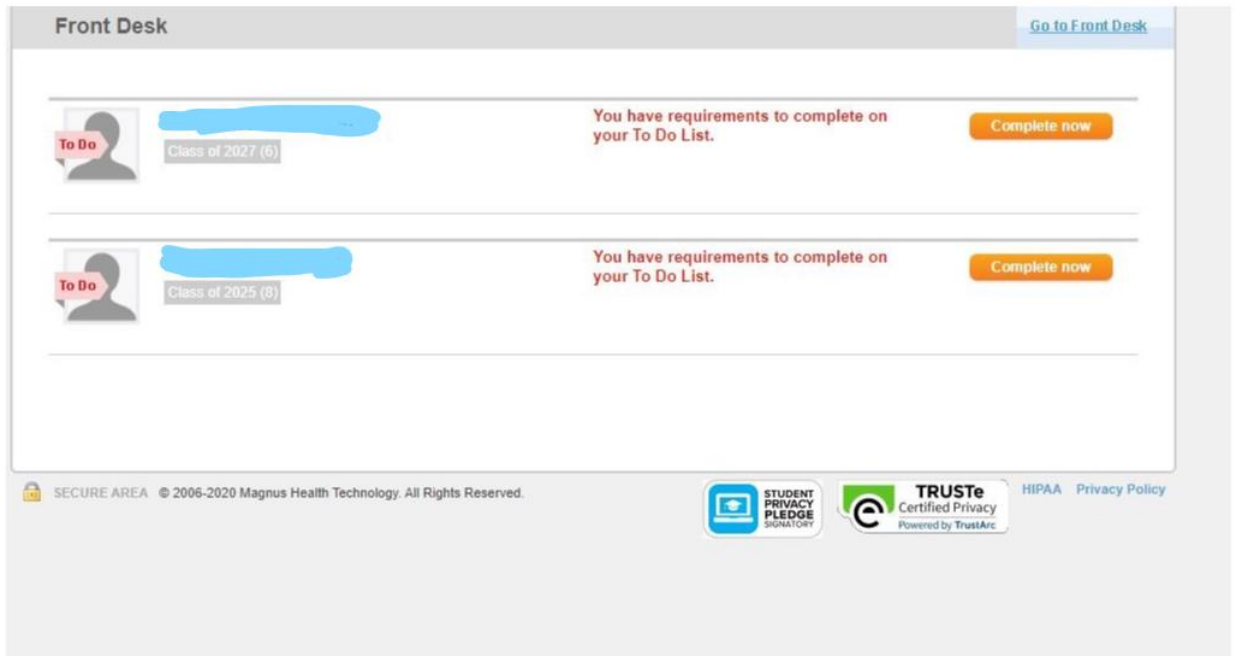 Front Desk
Go to Front Desk
To Do
Class of 2027 (6)
You have requirements to complete on
your To Do List.
Complete now
To Do
Class of 2025 (8)
You have requirements to complete on
your To Do List.
Complete now
SECURE AREA © 2006-2020 Magnus Health Technology. All Rights Reserved.
STUDENT
PRIVACY
PLEDGE
SIGNATORY
TRUSTe
Certified Privacy
Powered by TrustArc
HIPAA Privacy Policy